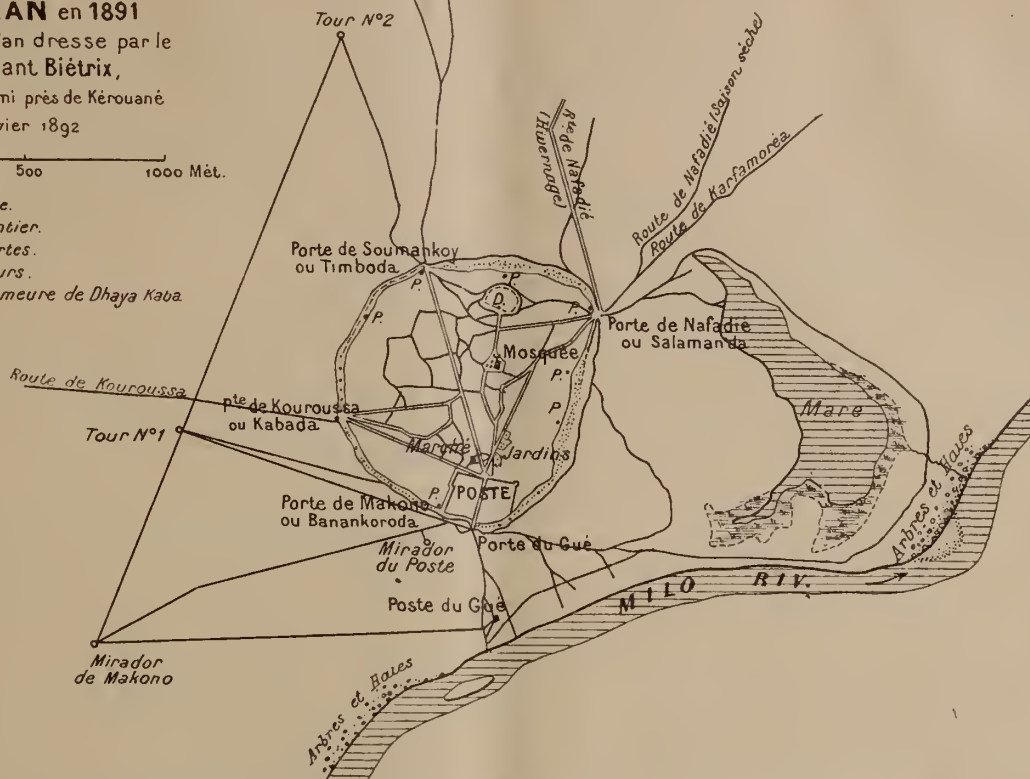 AN en 1891
an dresse par le
ant Biétrix,
mi près de Kérouané
vier 1892
500 1000 Mét.
e.
ntier.
rtes.
urs.
meure de Dhaya Kaba
Tour Nº2
Rte de Nafadié
(Hivernage)
Route de Nafadié (Saison sèche)
Route de Karfamoréa
Porte de Soumankoy
ou Timboda
P.
P.
D.
P.
P.
Porte de Nafadié
ou Salamanda
Mosquée
P.
P.
Mare
Route de Kouroussa
Pte de Kouroussa
ou Kabada
Tour Nº1
Marché
Jardins
P.
POSTE
Porte de Makono
ou Banankoroda
Porte du Gué
Mirador
du Poste
Poste du Gué
MILO RIV.
Arbres et Haies
Mirador
de Makono
Arbres et Haies